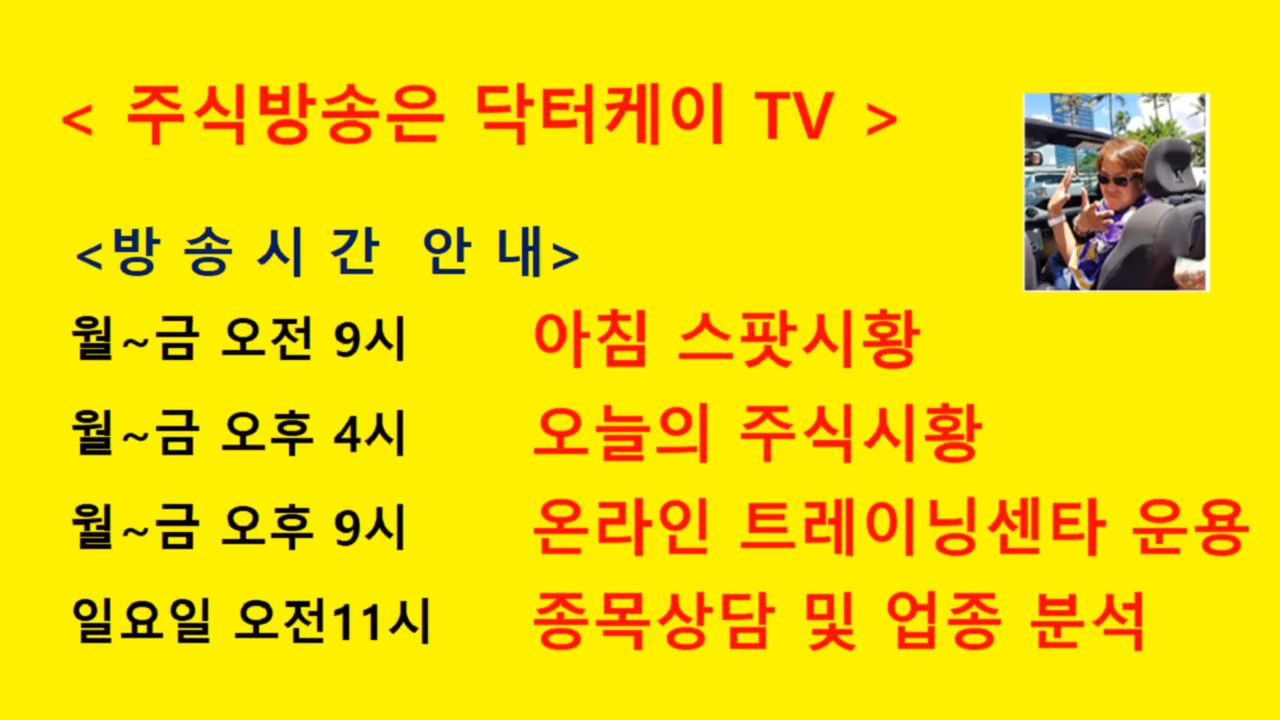 < 주식방송은 닥터케이 TV >
<방 송 시 간 안 내>
월~금 오전 9시 아침 스팟시황
월~금 오후 4시 오늘의 주식시황
월~금 오후 9시 온라인 트레이닝센타 운용
일요일 오전11시 종목상담 및 업종 분석